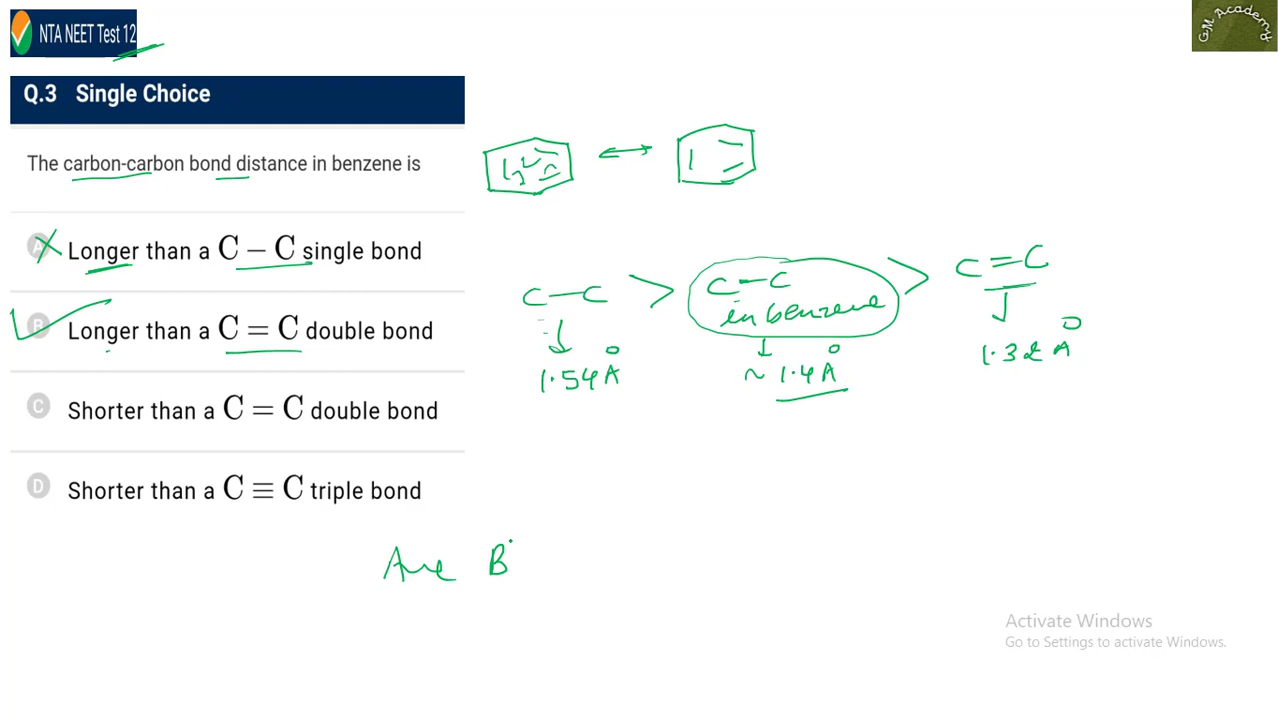 NTA NEET Test 12
GM Academy
Q.3 Single Choice
The carbon-carbon bond distance in benzene is
A Longer than a C − C single bond
B Longer than a C = C double bond
C Shorter than a C = C double bond
D Shorter than a C ≡ C triple bond
C − C > C − C in benzene > C = C
1.54 A° ~ 1.4 A° 1.32 A°
Ans B
Activate Windows
Go to Settings to activate Windows.